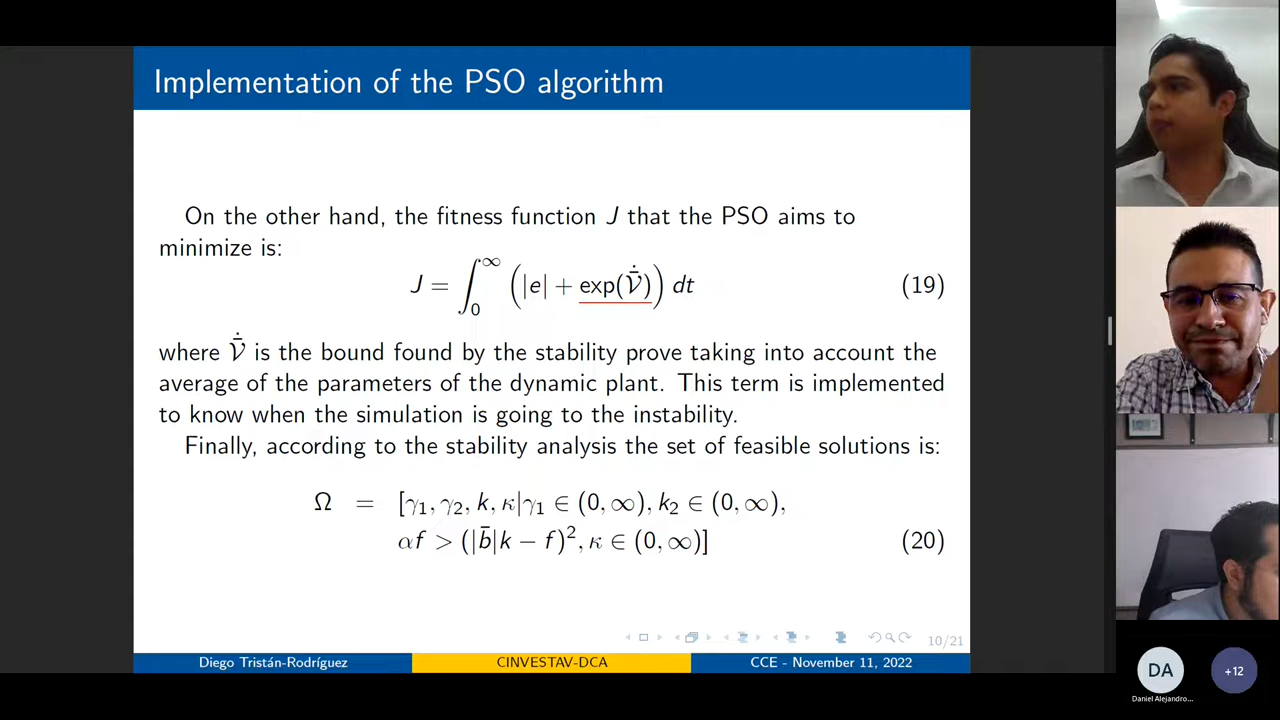 Implementation of the PSO algorithm
On the other hand, the fitness function J that the PSO aims to
minimize is:
J = ∫₀^∞ (|e| + exp(𝒱̄̇)) dt (19)
where 𝒱̄̇ is the bound found by the stability prove taking into account the
average of the parameters of the dynamic plant. This term is implemented
to know when the simulation is going to the instability.
Finally, according to the stability analysis the set of feasible solutions is:
Ω = [γ₁, γ₂, k, κ|γ₁ ∈ (0, ∞), k₂ ∈ (0, ∞),
αf > (|b̄|k − f)², κ ∈ (0, ∞)] (20)
10/21
Diego Tristán-Rodríguez CINVESTAV-DCA CCE - November 11, 2022
DA
Daniel Alejandro...
+12